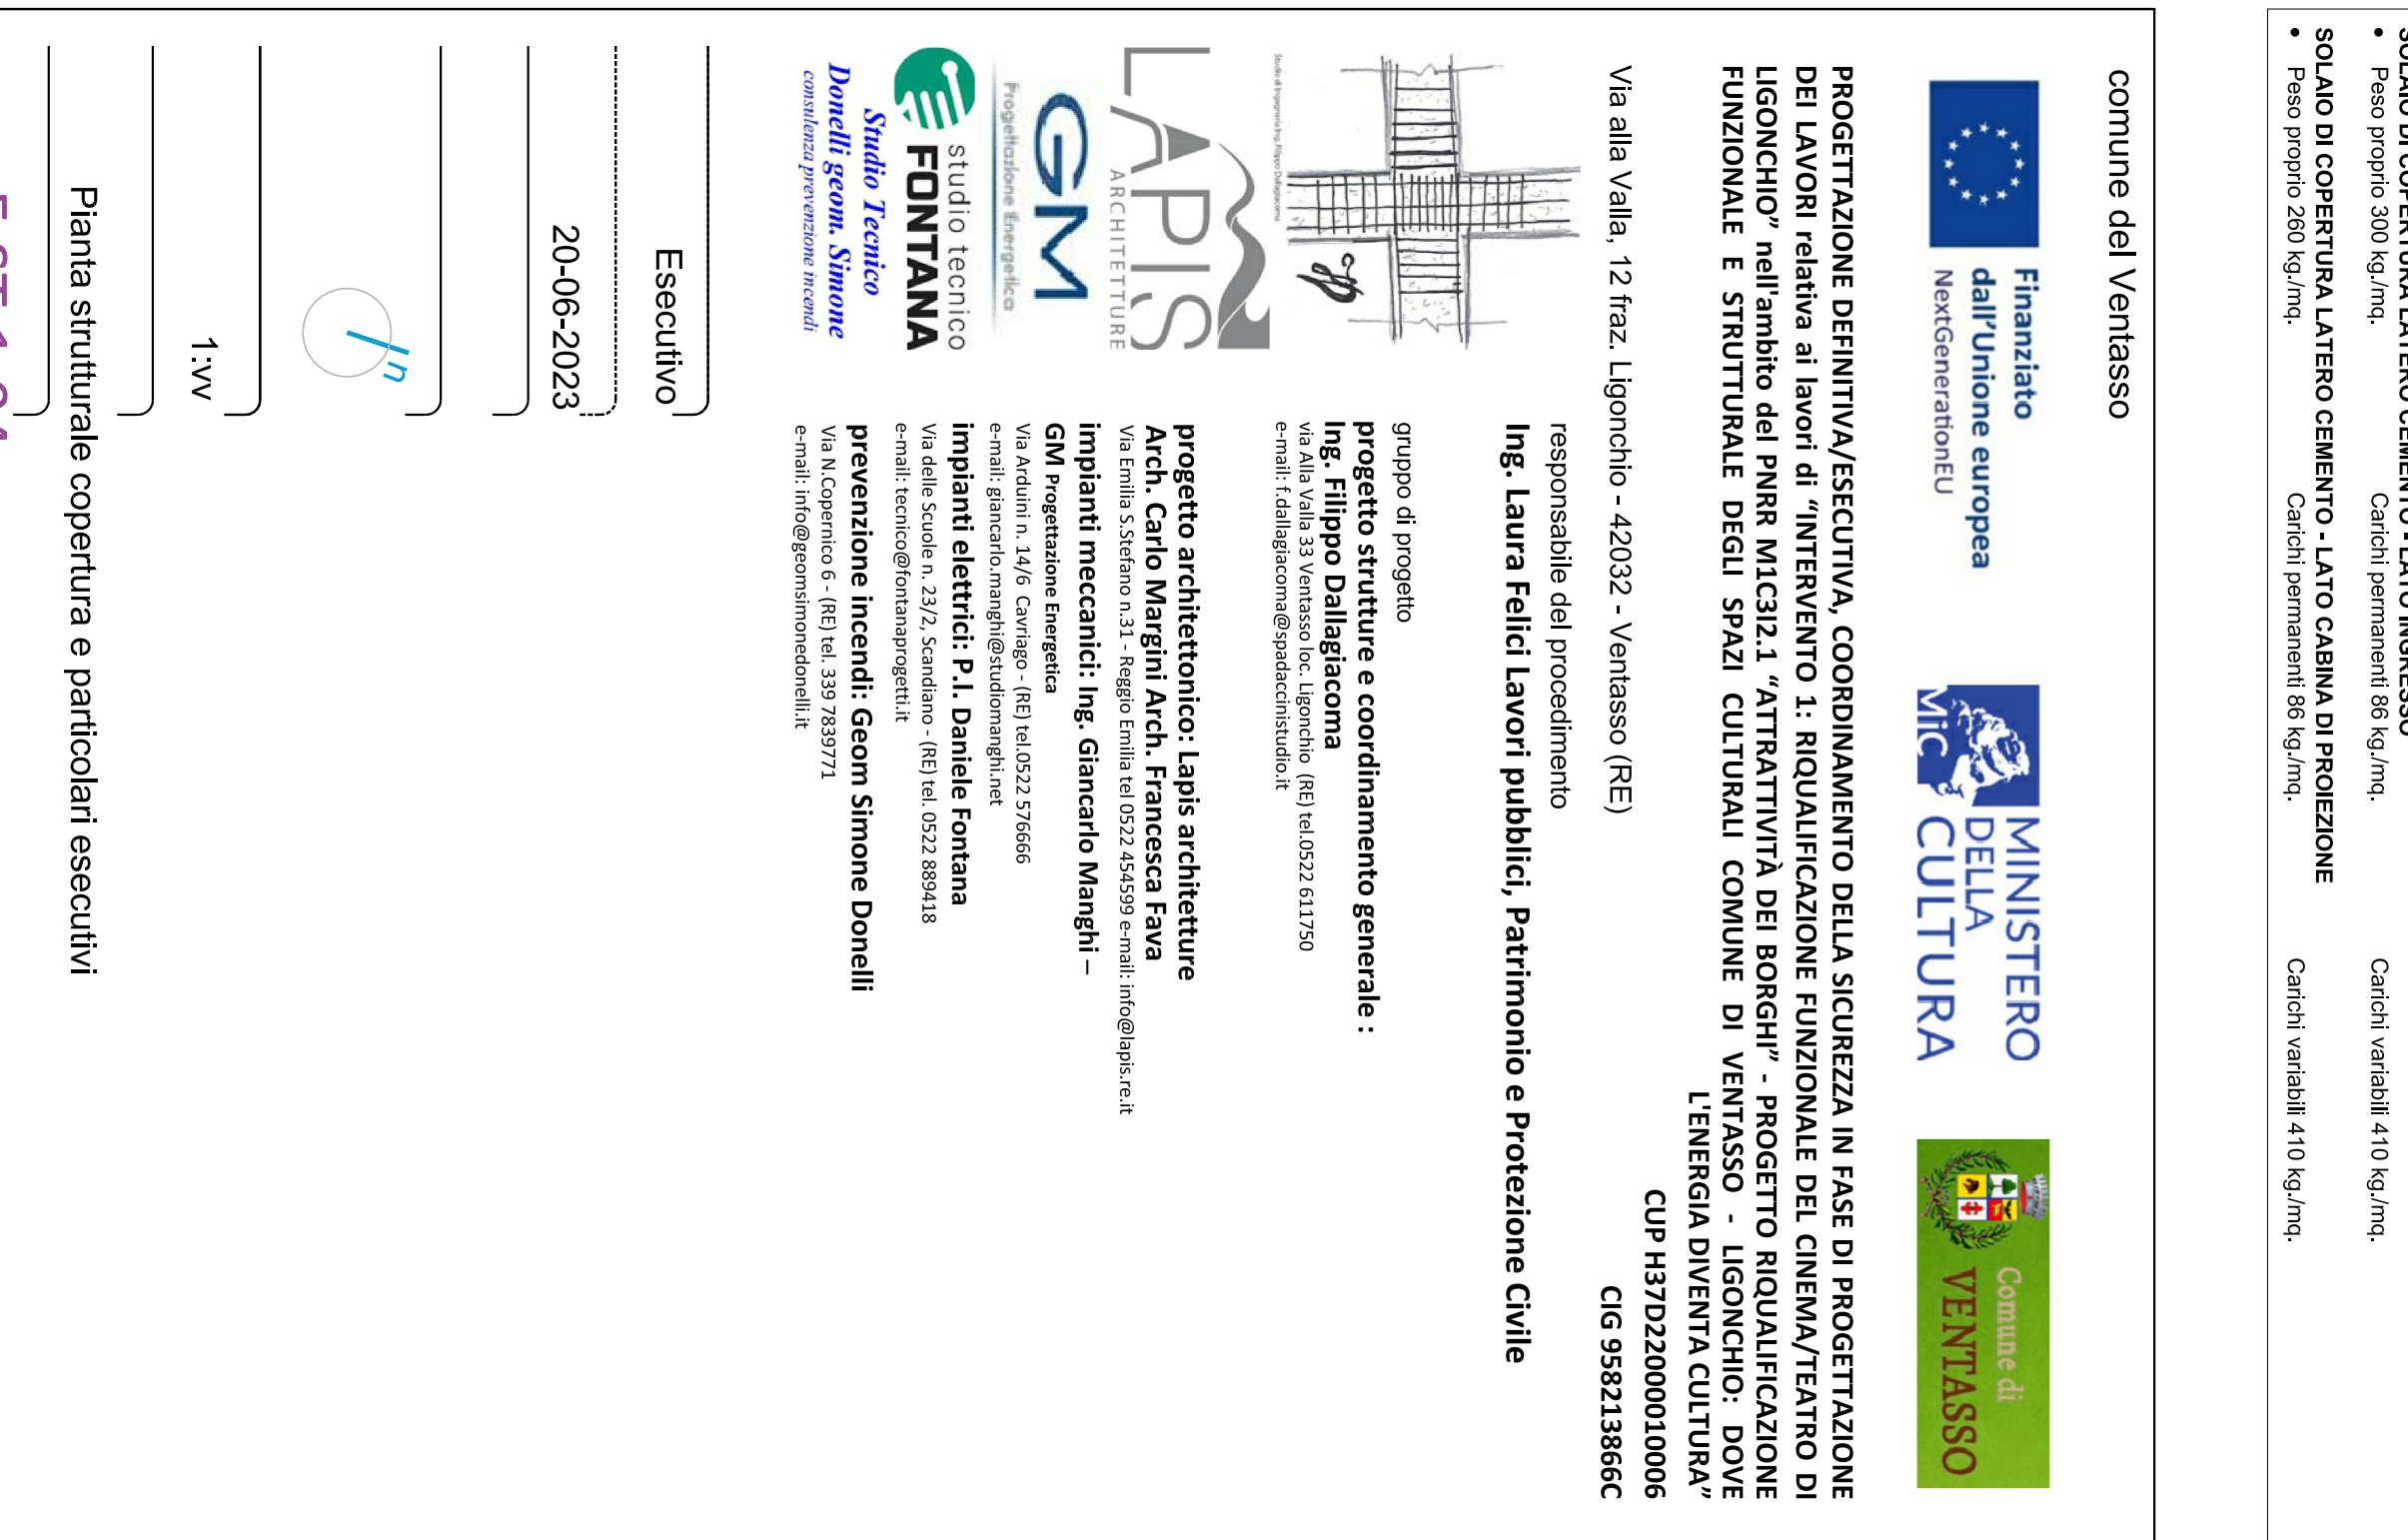 SOLAIO DI COPERTURA LATERO CEMENTO - LATO INGRESSO
• Peso proprio 300 kg./mq. Carichi permanenti 86 kg./mq. Carichi variabili 410 kg./mq.
SOLAIO DI COPERTURA LATERO CEMENTO - LATO CABINA DI PROIEZIONE
• Peso proprio 260 kg./mq. Carichi permanenti 86 kg./mq. Carichi variabili 410 kg./mq.
comune del Ventasso
Finanziato
dall'Unione europea
NextGenerationEU
MiC
MINISTERO
DELLA
CULTURA
Comune di
VENTASSO
PROGETTAZIONE DEFINITIVA/ESECUTIVA, COORDINAMENTO DELLA SICUREZZA IN FASE DI PROGETTAZIONE
DEI LAVORI relativa ai lavori di “INTERVENTO 1: RIQUALIFICAZIONE FUNZIONALE DEL CINEMA/TEATRO DI
LIGONCHIO” nell'ambito del PNRR M1C3I2.1 “ATTRATTIVITÀ DEI BORGHI” - PROGETTO RIQUALIFICAZIONE
FUNZIONALE E STRUTTURALE DEGLI SPAZI CULTURALI COMUNE DI VENTASSO - LIGONCHIO: DOVE
L'ENERGIA DIVENTA CULTURA”
CUP H37D22000010006
CIG 958213866C
Via alla Valla, 12 fraz. Ligonchio - 42032 - Ventasso (RE)
responsabile del procedimento
Ing. Laura Felici Lavori pubblici, Patrimonio e Protezione Civile
gruppo di progetto
progetto strutture e coordinamento generale :
Ing. Filippo Dallagiacoma
via Alla Valla 33 Ventasso loc. Ligonchio (RE) tel.0522 611750
e-mail: f.dallagiacoma@spadaccinistudio.it
Studio di Ingegneria Ing. Filippo Dallagiacoma
LAPIS
ARCHITETTURE
progetto architettonico: Lapis architetture
Arch. Carlo Margini Arch. Francesca Fava
Via Emilia S.Stefano n.31 - Reggio Emilia tel 0522 454599 e-mail: info@lapis.re.it
GM
Progettazione Energetica
impianti meccanici: Ing. Giancarlo Manghi –
GM Progettazione Energetica
Via Arduini n. 14/6 Cavriago - (RE) tel.0522 576666
e-mail: giancarlo.manghi@studiomanghi.net
studio tecnico
FONTANA
impianti elettrici: P.I. Daniele Fontana
Via delle Scuole n. 23/2, Scandiano - (RE) tel. 0522 889418
e-mail: tecnico@fontanaprogetti.it
Studio Tecnico
Donelli geom. Simone
consulenza prevenzione incendi
prevenzione incendi: Geom Simone Donelli
Via N.Copernico 6 - (RE) tel. 339 7839771
e-mail: info@geomsimonedonelli.it
Esecutivo
20-06-2023
1:vv
Pianta strutturale copertura e particolari esecutivi